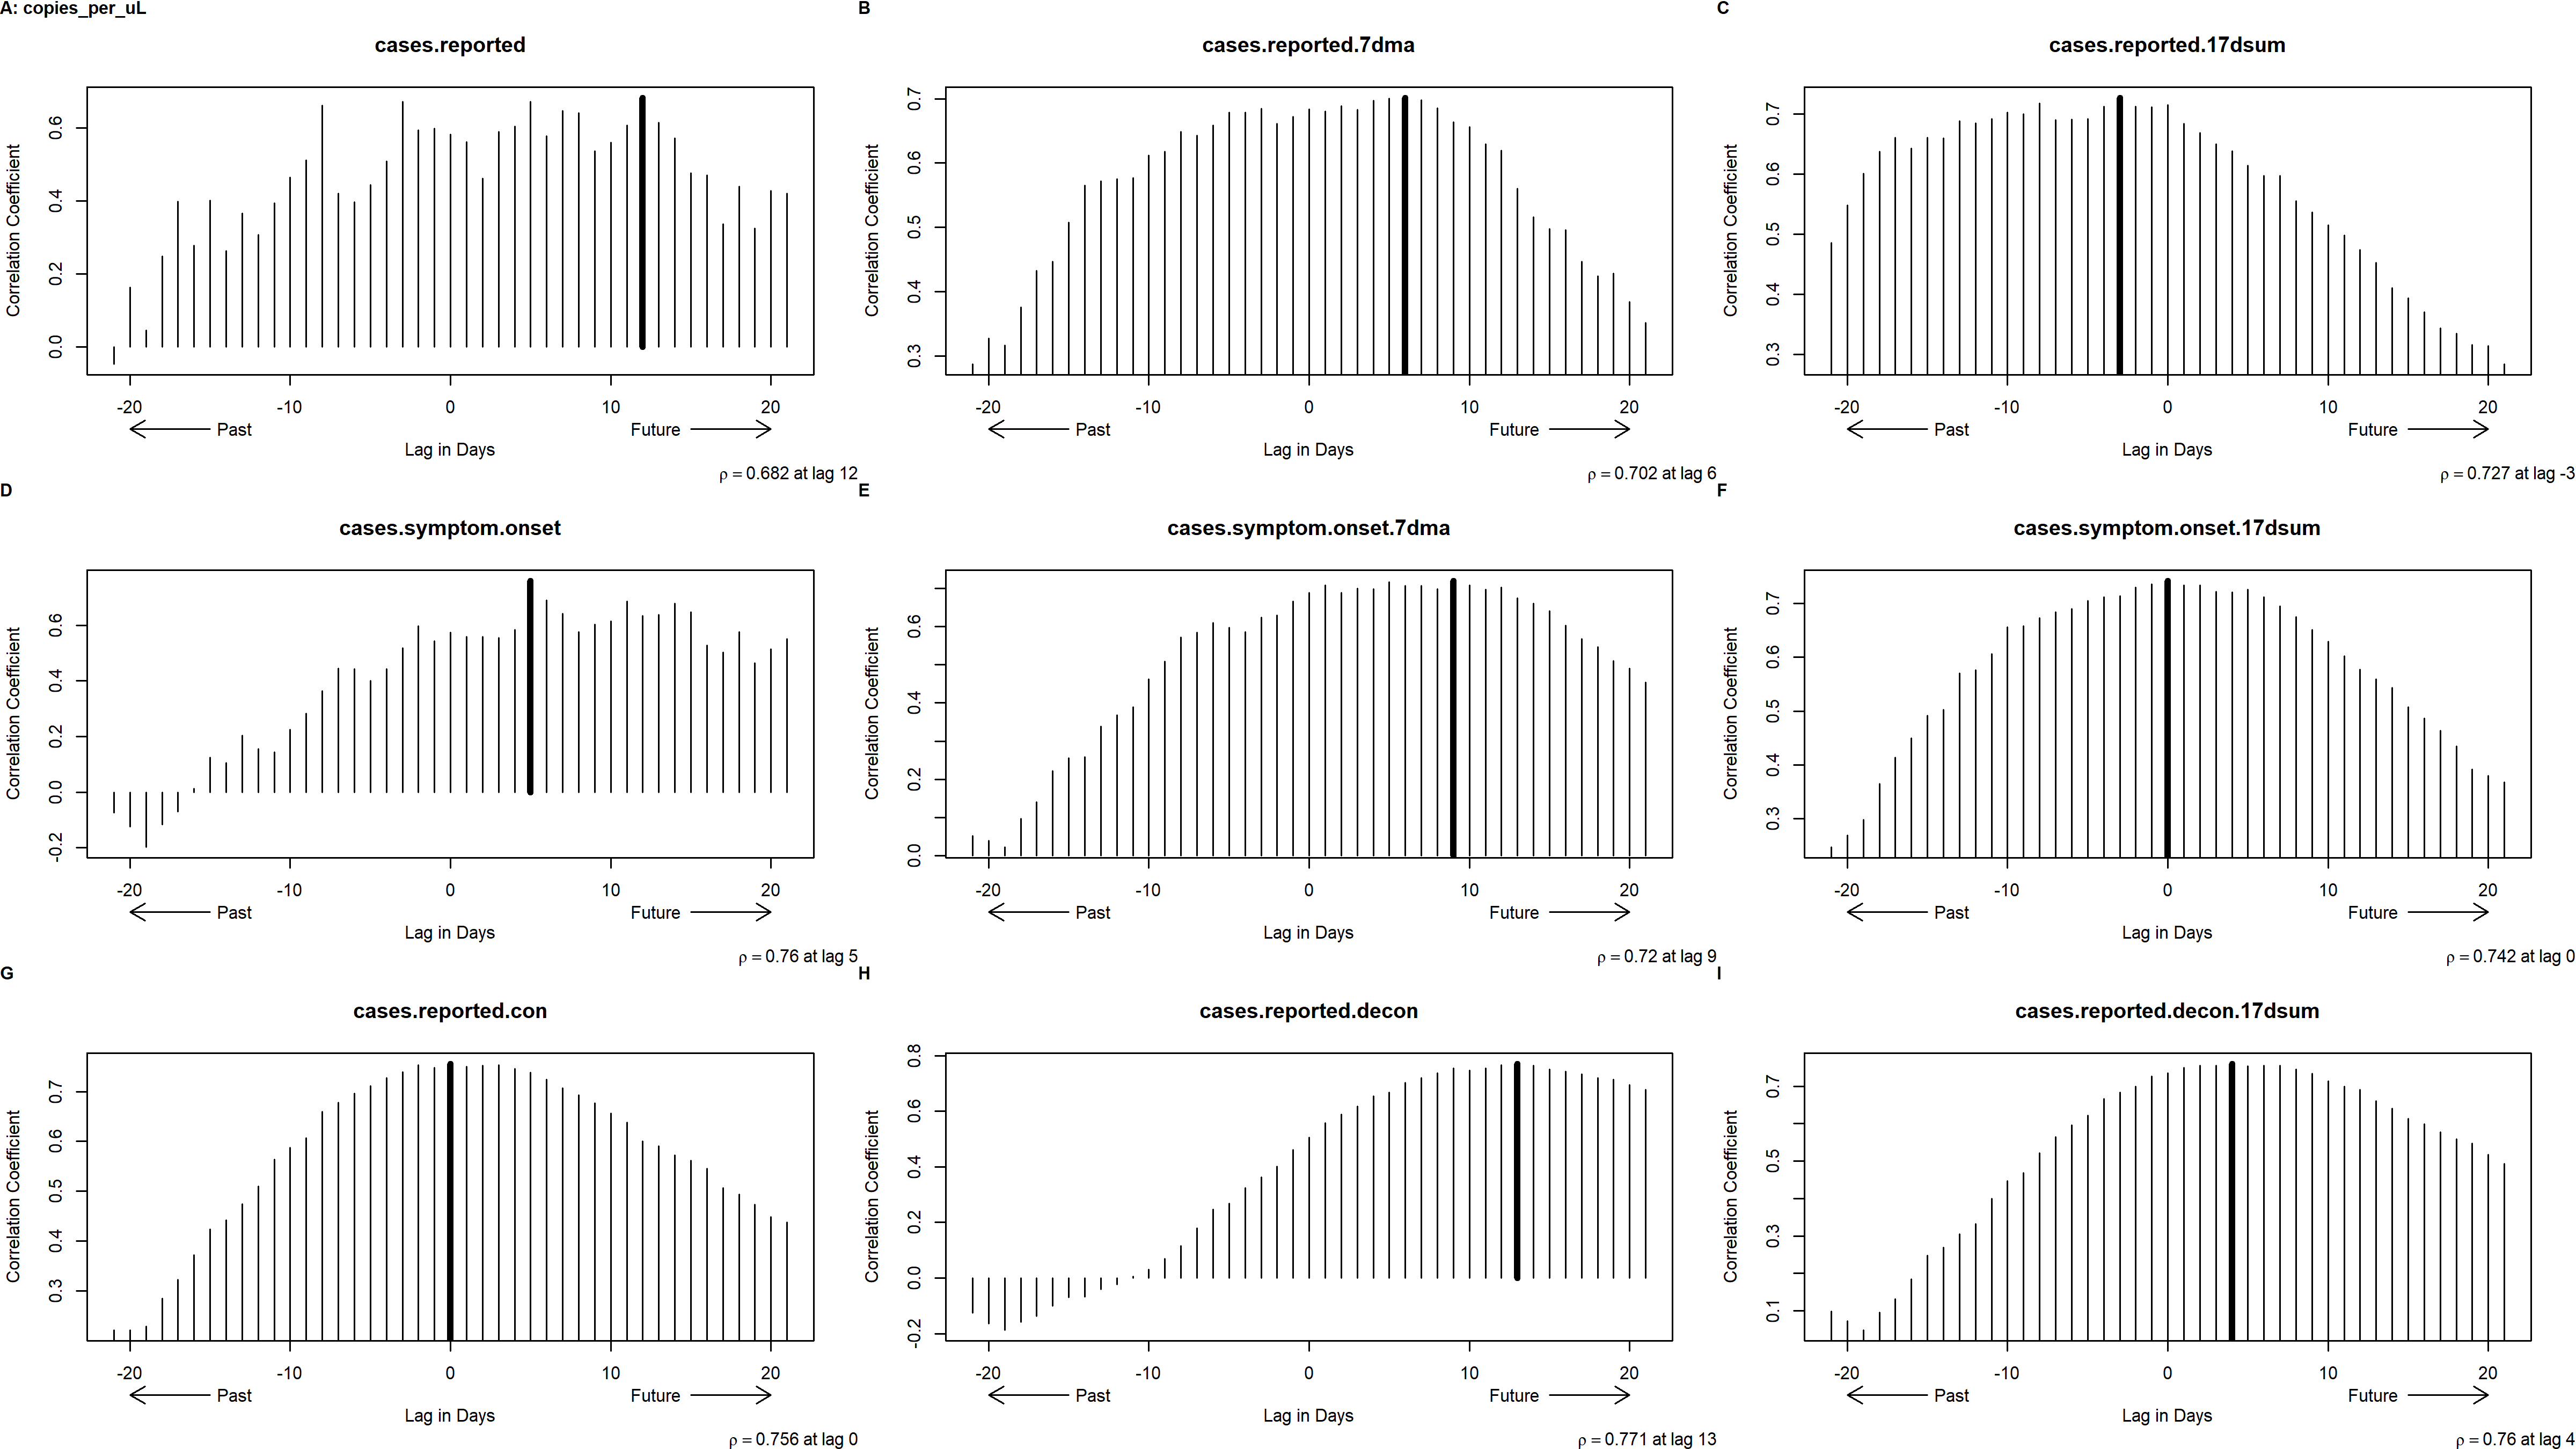 A: copies_per_uL
cases.reported
Correlation Coefficient
0.0 0.2 0.4 0.6
-20 -10 0 10 20
Past Future
Lag in Days
ρ = 0.682 at lag 12
B
cases.reported.7dma
Correlation Coefficient
0.3 0.4 0.5 0.6 0.7
-20 -10 0 10 20
Past Future
Lag in Days
ρ = 0.702 at lag 6
C
cases.reported.17dsum
Correlation Coefficient
0.3 0.4 0.5 0.6 0.7
-20 -10 0 10 20
Past Future
Lag in Days
ρ = 0.727 at lag -3
D
cases.symptom.onset
Correlation Coefficient
-0.2 0.0 0.2 0.4 0.6
-20 -10 0 10 20
Past Future
Lag in Days
ρ = 0.76 at lag 5
E
cases.symptom.onset.7dma
Correlation Coefficient
0.0 0.2 0.4 0.6
-20 -10 0 10 20
Past Future
Lag in Days
ρ = 0.72 at lag 9
F
cases.symptom.onset.17dsum
Correlation Coefficient
0.3 0.4 0.5 0.6 0.7
-20 -10 0 10 20
Past Future
Lag in Days
ρ = 0.742 at lag 0
G
cases.reported.con
Correlation Coefficient
0.3 0.4 0.5 0.6 0.7
-20 -10 0 10 20
Past Future
Lag in Days
ρ = 0.756 at lag 0
H
cases.reported.decon
Correlation Coefficient
-0.2 0.0 0.2 0.4 0.6 0.8
-20 -10 0 10 20
Past Future
Lag in Days
ρ = 0.771 at lag 13
I
cases.reported.decon.17dsum
Correlation Coefficient
0.1 0.3 0.5 0.7
-20 -10 0 10 20
Past Future
Lag in Days
ρ = 0.76 at lag 4